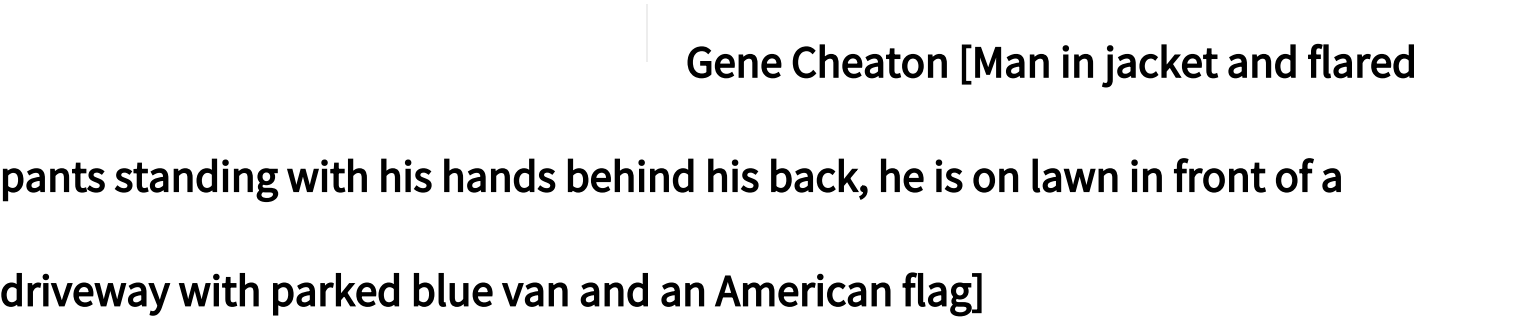 Gene Cheaton [Man in jacket and flared
pants standing with his hands behind his back, he is on lawn in front of a
driveway with parked blue van and an American flag]